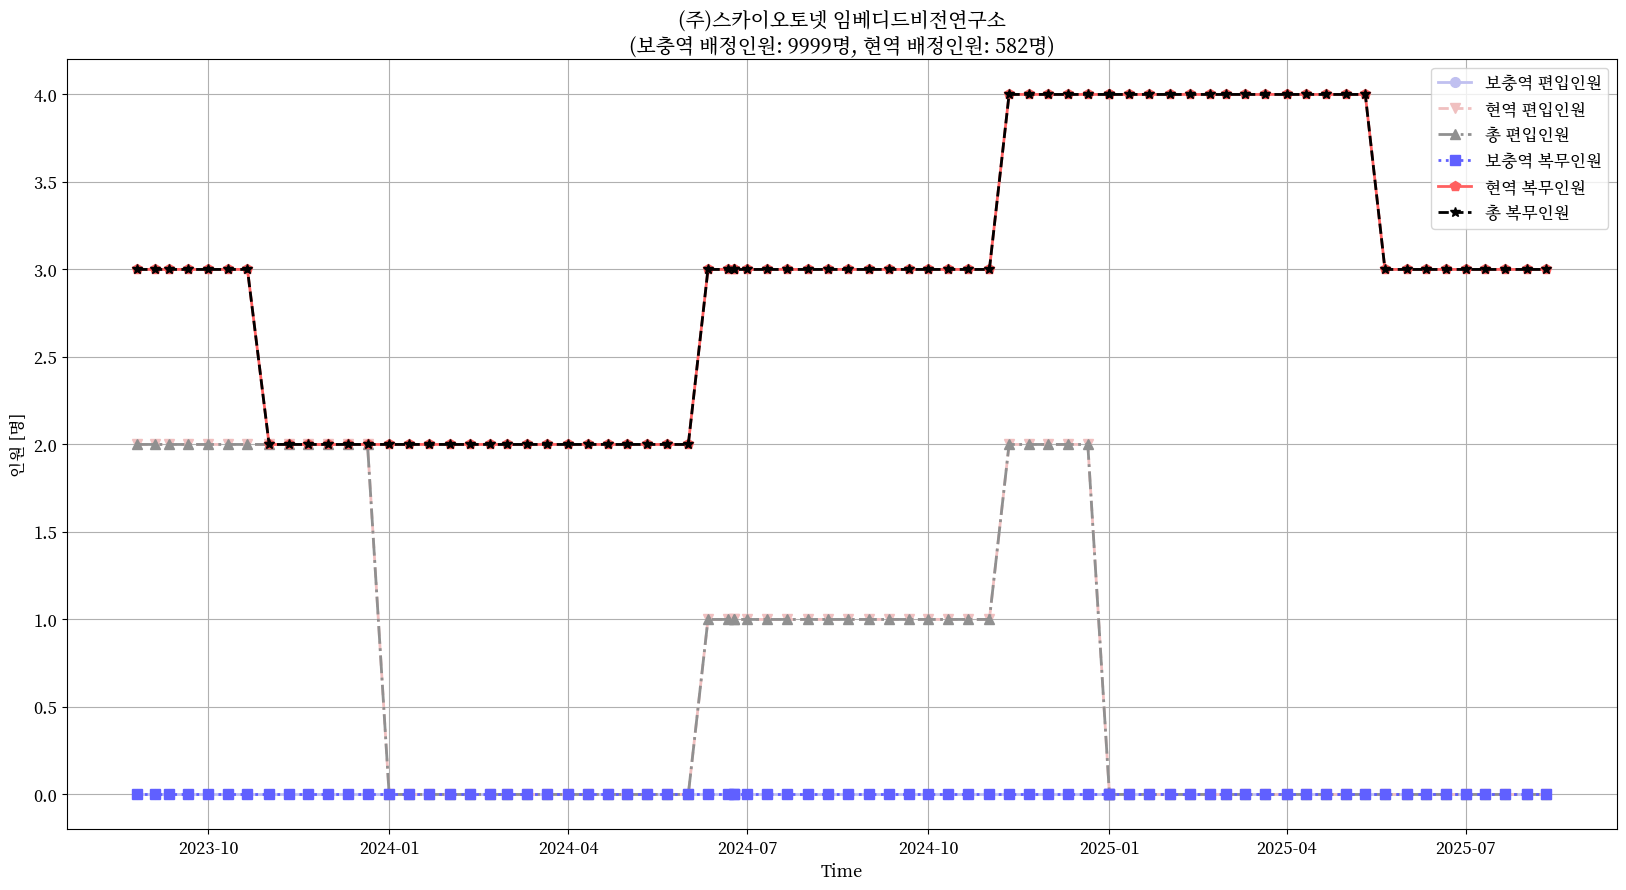 (주)스카이오토넷 임베디드비전연구소
(보충역 배정인원: 9999명, 현역 배정인원: 582명)
보충역 편입인원
현역 편입인원
총 편입인원
보충역 복무인원
현역 복무인원
총 복무인원
4.0
3.5
3.0
2.5
2.0
1.5
1.0
0.5
0.0
인원 [명]
2023-10
2024-01
2024-04
2024-07
2024-10
2025-01
2025-04
2025-07
Time